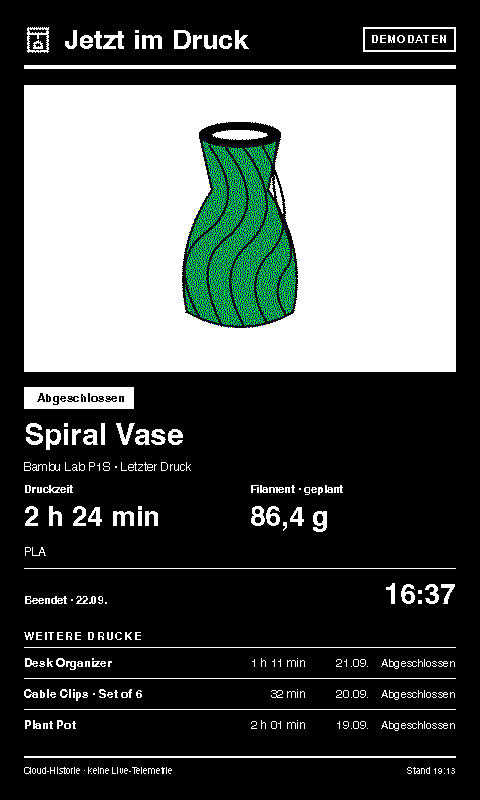 Jetzt im Druck
DEMODATEN
Abgeschlossen
Spiral Vase
Bambu Lab P1S · Letzter Druck
Druckzeit
Filament · geplant
2 h 24 min
86,4 g
PLA
Beendet · 22.09.
16:37
WEITERE DRUCKE
Desk Organizer 1 h 11 min 21.09. Abgeschlossen
Cable Clips · Set of 6 32 min 20.09. Abgeschlossen
Plant Pot 2 h 01 min 19.09. Abgeschlossen
Cloud-Historie · keine Live-Telemetrie
Stand 19:13